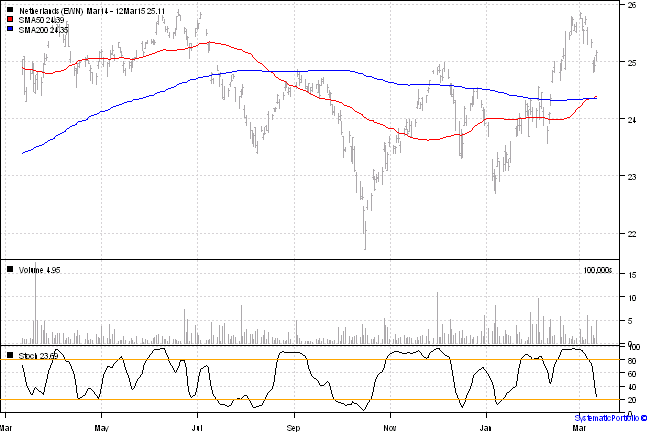 Netherlands (EWN) Mar14 - 12Mar15 25.11
SMA50 24.39
SMA200 24.35
26
25
24
23
22
Volume 4.95
100,000s
15
10
5
0
Stoch 23.69
100
80
60
40
20
0
Mar
May
Jul
Sep
Nov
Jan
Mar
SystematicPortfolio ©